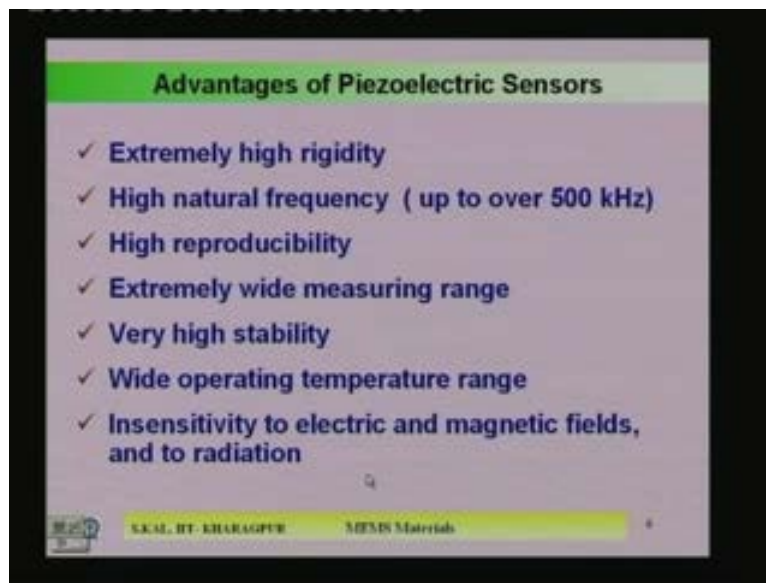 Advantages of Piezoelectric Sensors
✓ Extremely high rigidity
✓ High natural frequency ( up to over 500 kHz)
✓ High reproducibility
✓ Extremely wide measuring range
✓ Very high stability
✓ Wide operating temperature range
✓ Insensitivity to electric and magnetic fields,
and to radiation
S.KAL, IIT- KHARAGPUR MEMS Materials